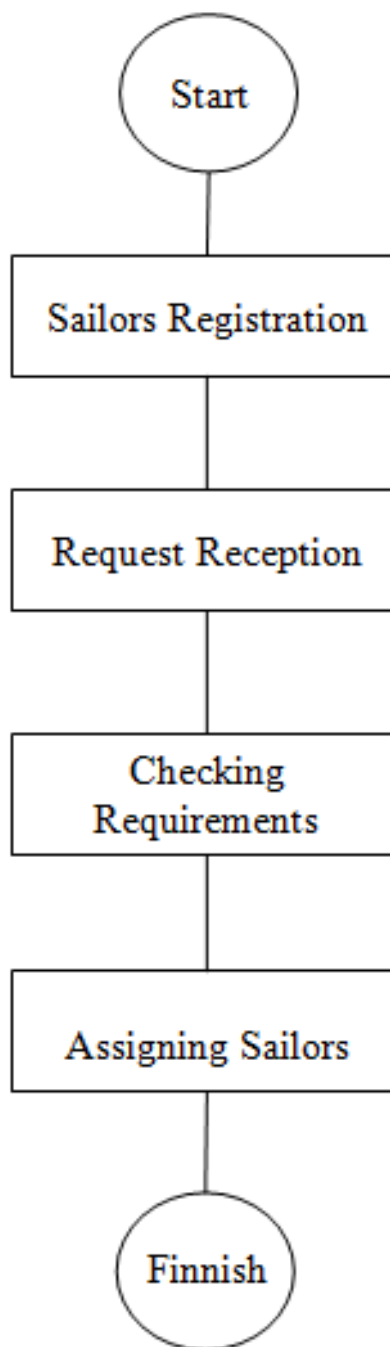 Start
Sailors Registration
Request Reception
Checking
Requirements
Assigning Sailors
Finnish